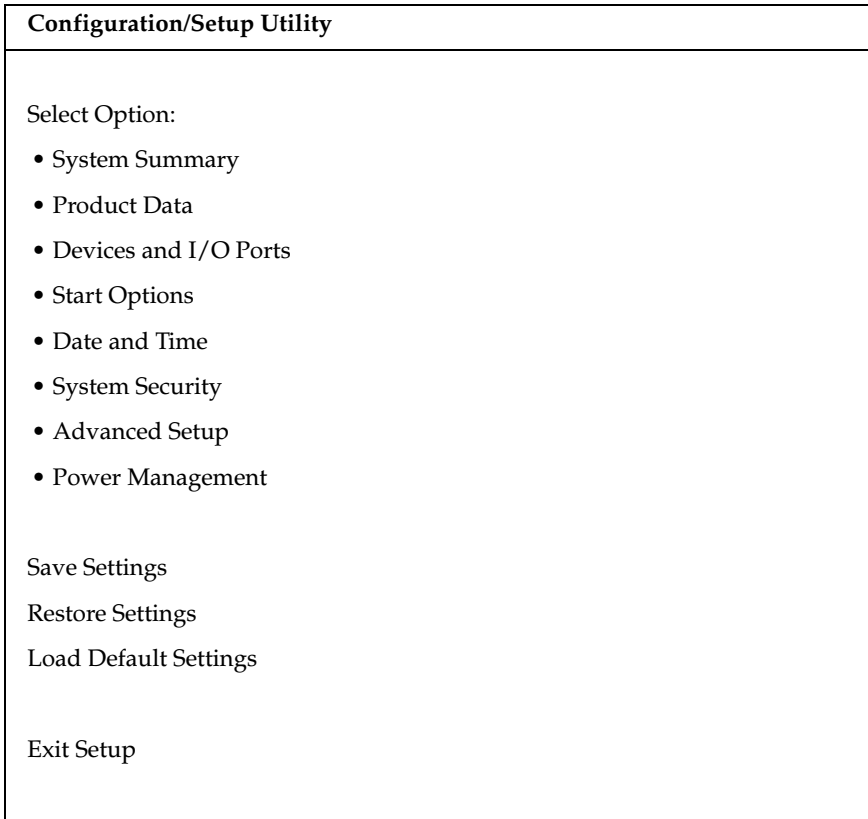 Configuration/Setup Utility
Select Option:
• System Summary
• Product Data
• Devices and I/O Ports
• Start Options
• Date and Time
• System Security
• Advanced Setup
• Power Management
Save Settings
Restore Settings
Load Default Settings
Exit Setup